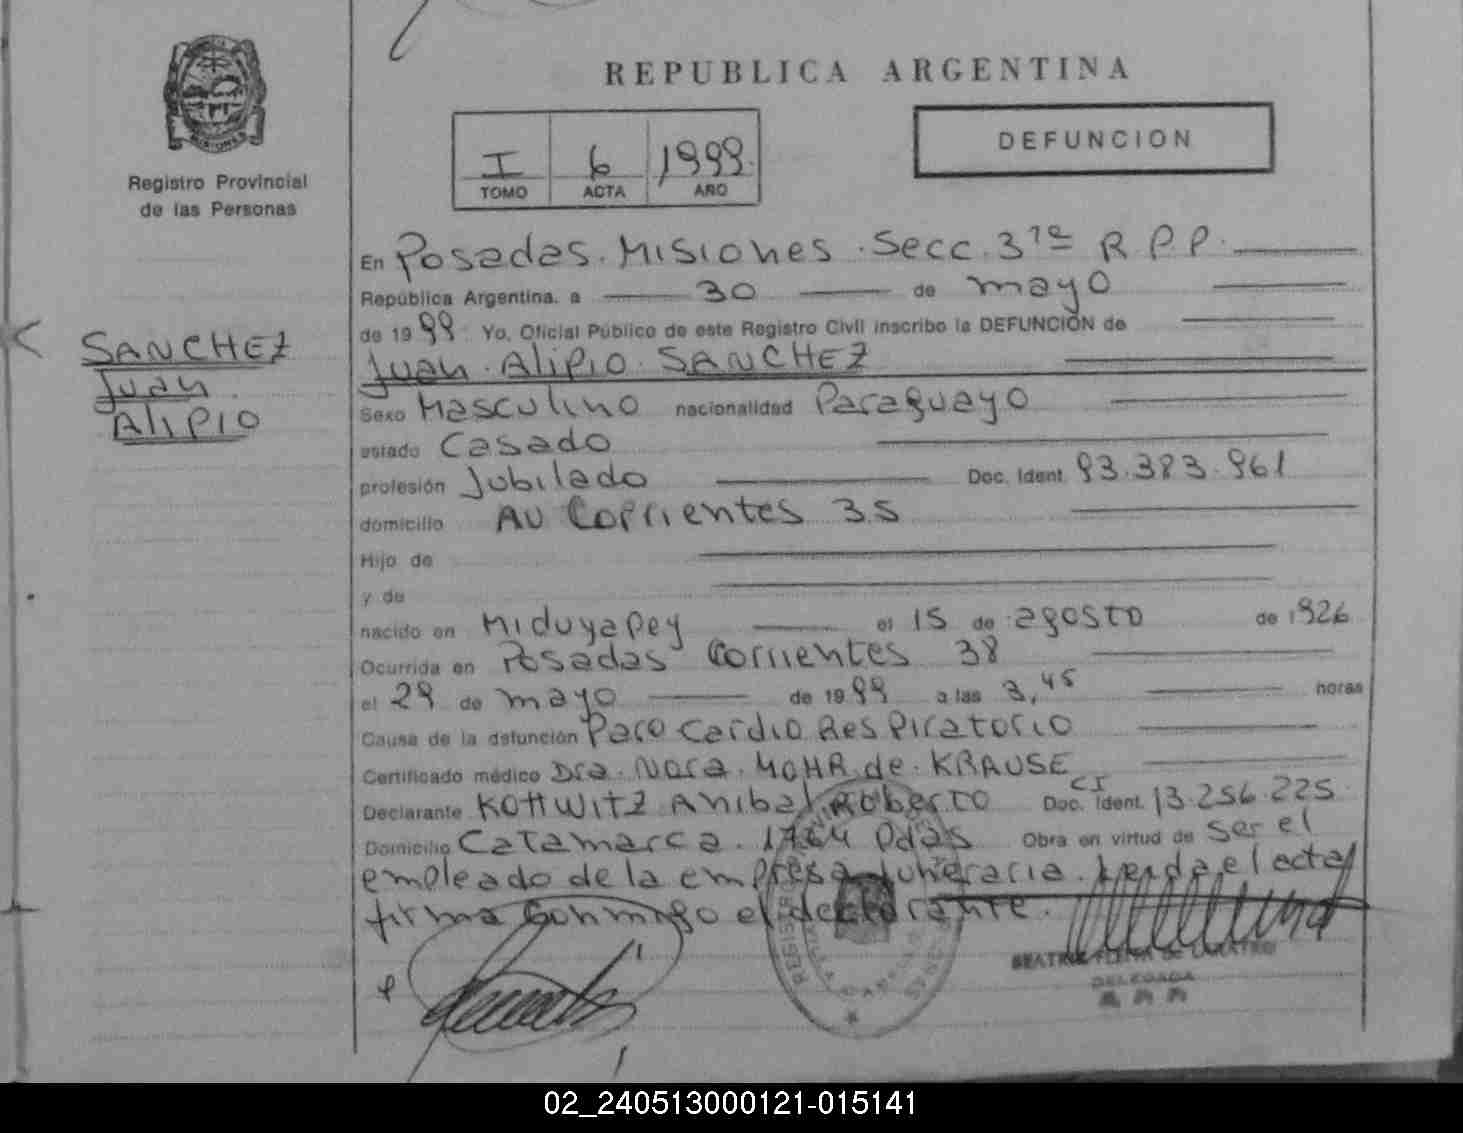 REPUBLICA ARGENTINA
I 6 1999
TOMO ACTA AÑO
DEFUNCION
MISIONES
Registro Provincial
de las Personas
SANCHEZ
Juan
Alipio
En Posadas. Misiones. Secc. 3ra R P P.
República Argentina, a 30 de mayo
de 1999 Yo, Oficial Público de este Registro Civil inscribo la DEFUNCIÓN de
Juan. Alipio. SANCHEZ
Sexo Masculino nacionalidad Paraguayo
estado Casado
profesión Jubilado Doc. Ident. 93.383.961
domicilio AV Corrientes 35
Hijo de
y de
nacido en el 15 de agosto de 1926
Ocurrida en Posadas Corrientes 38
el 29 de mayo de 1999 a las 3,45 horas
Causa de la defunción Paro Cardio Respiratorio
Certificado médico Dra. Nora. MOHR de. KRAUSE
Declarante KOTTWITZ Anibal Roberto Doc. Ident. CI 13.256.225
Domicilio Catamarca. 1764 Pdas Obra en virtud de ser el
empleado de la empresa funeraria. Leida el acta
firma conmigo el declarante.
DELEGADA
02_240513000121-015141